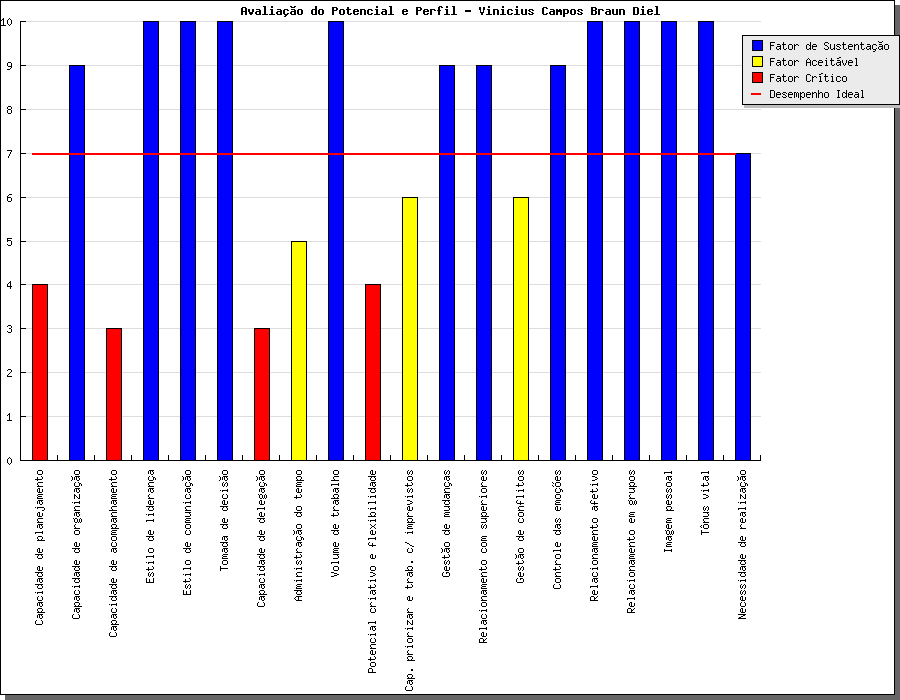 Avaliação do Potencial e Perfil - Vinicius Campos Braun Diel
Fator de Sustentação
Fator Aceitável
Fator Crítico
Desempenho Ideal
10
9
8
7
6
5
4
3
2
1
0
Capacidade de planejamento
Capacidade de organização
Capacidade de acompanhamento
Estilo de liderança
Estilo de comunicação
Tomada de decisão
Capacidade de delegação
Administração do tempo
Volume de trabalho
Potencial criativo e flexibilidade
Cap. priorizar e trab. c/ imprevistos
Gestão de mudanças
Relacionamento com superiores
Gestão de conflitos
Controle das emoções
Relacionamento afetivo
Relacionamento em grupos
Imagem pessoal
Tônus vital
Necessidade de realização